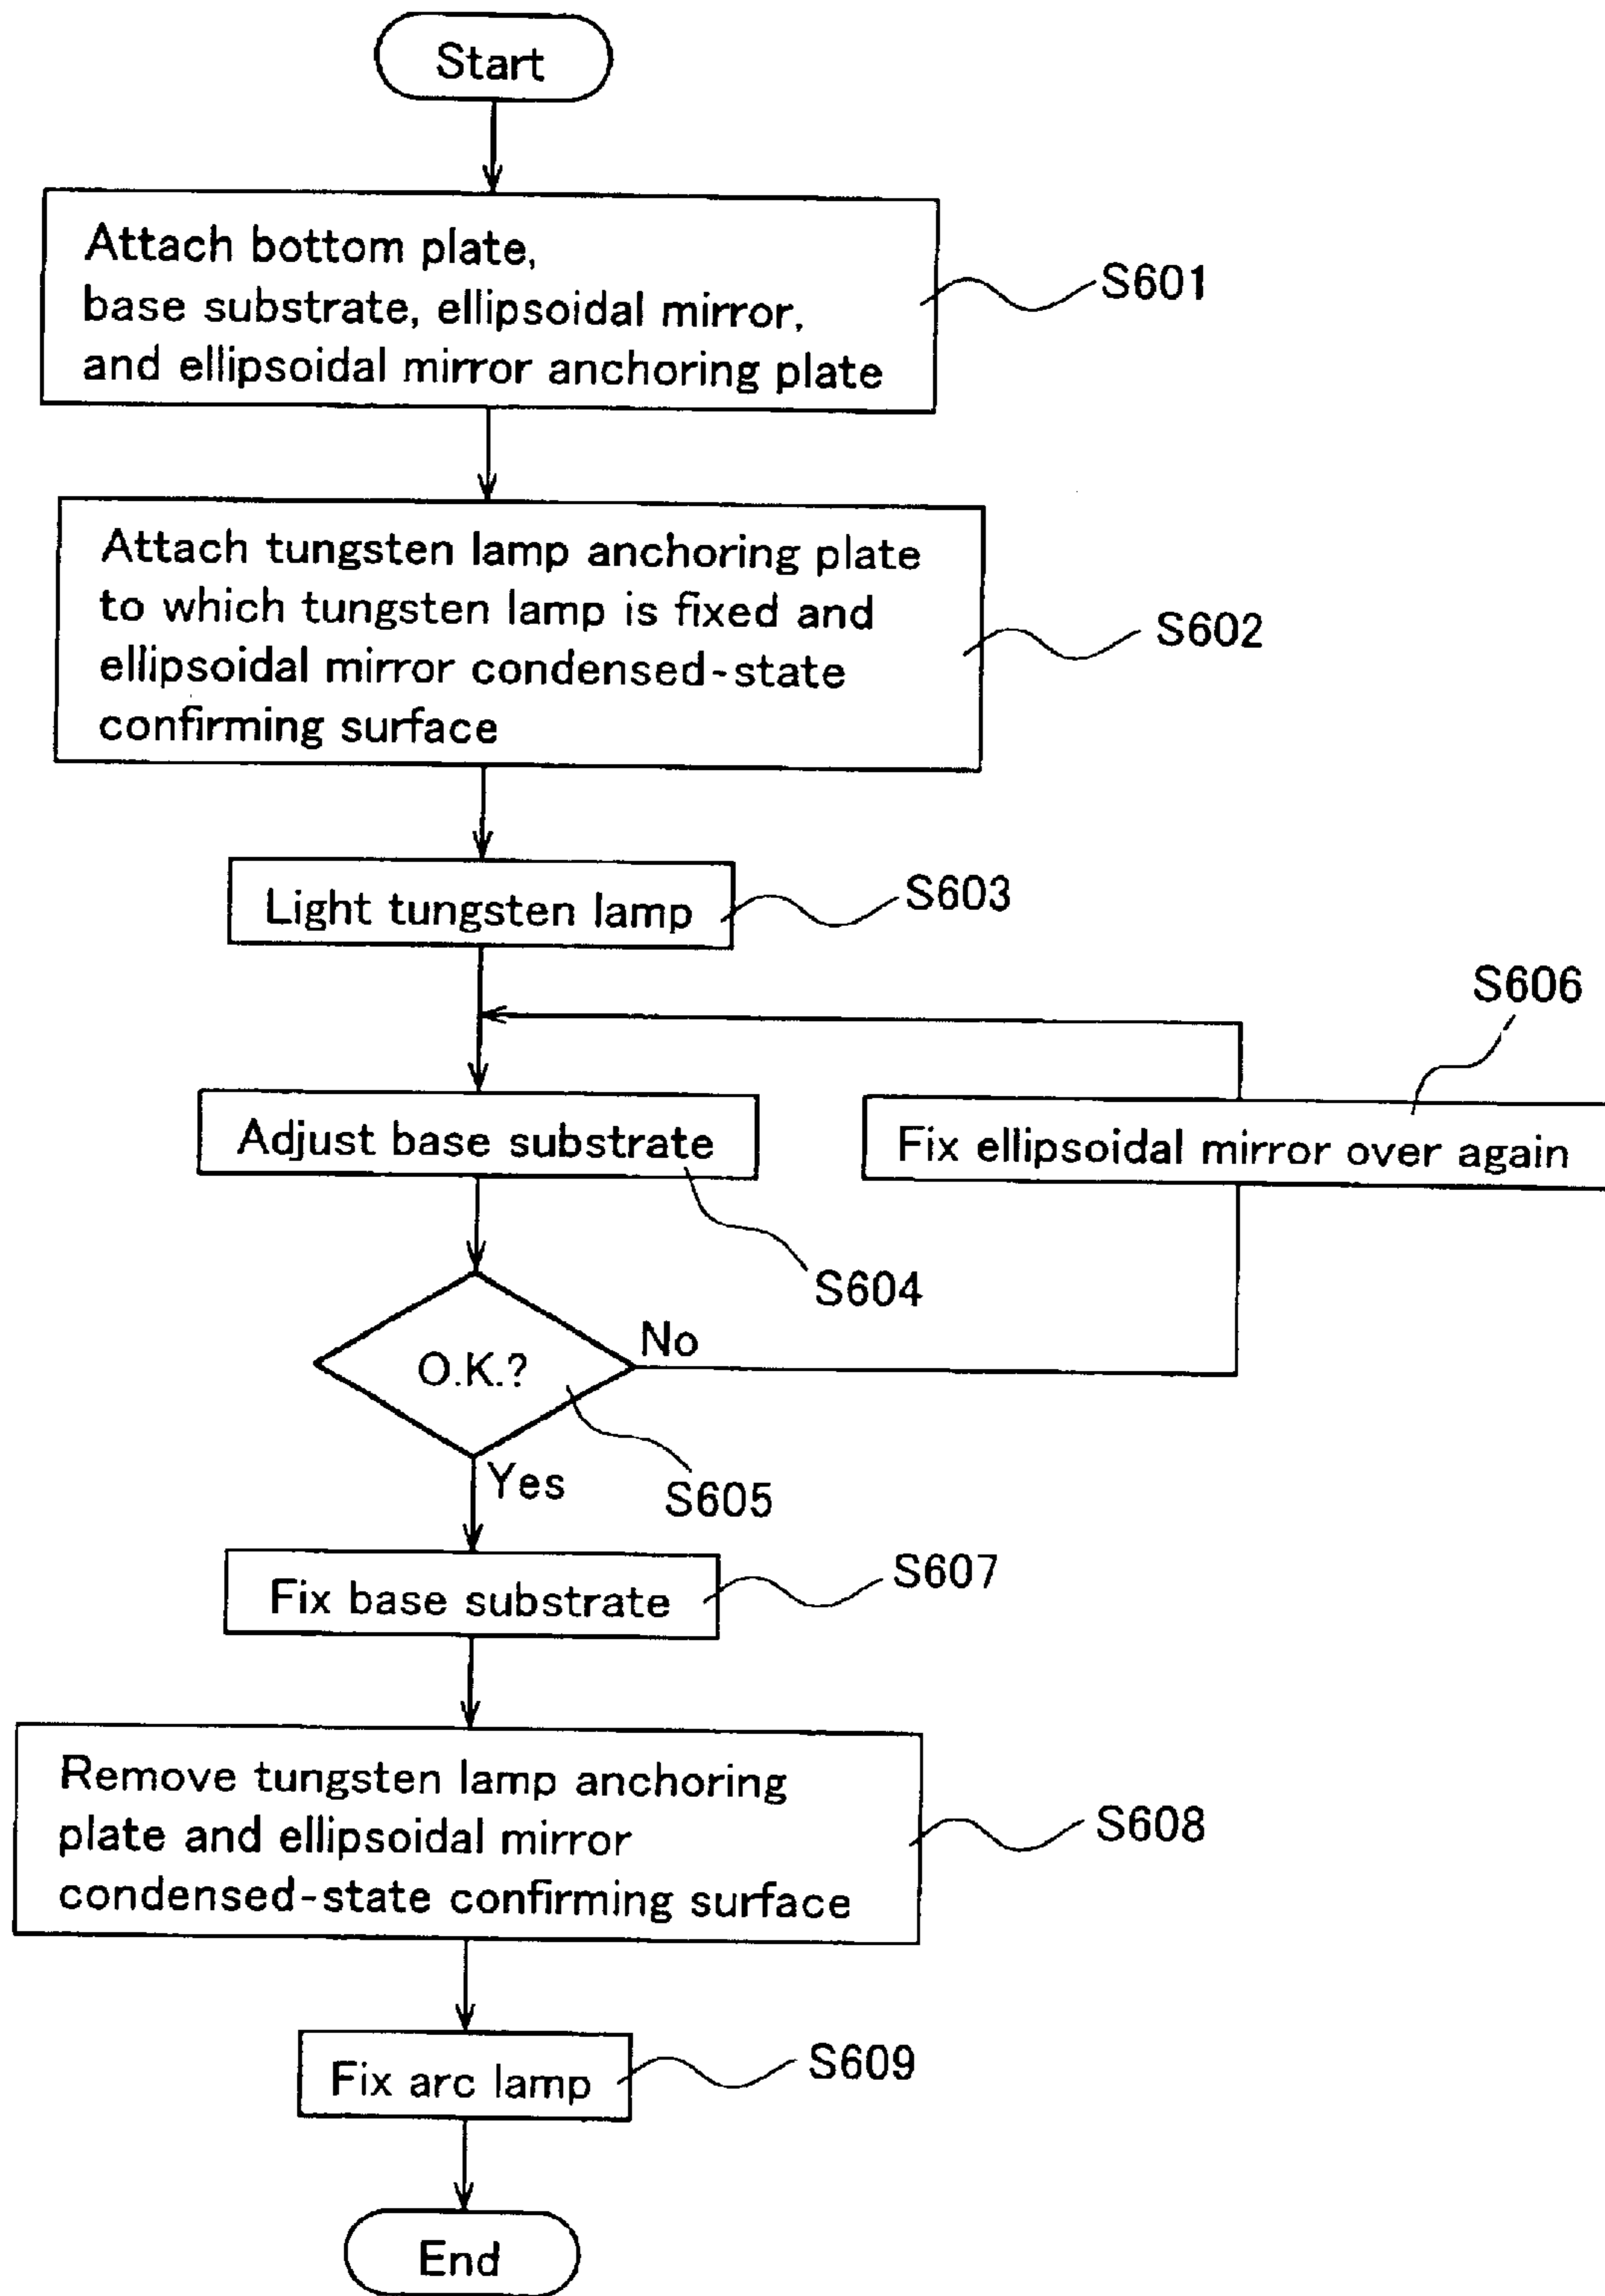 Start
Attach bottom plate,
base substrate, ellipsoidal mirror,
and ellipsoidal mirror anchoring plate
S601
Attach tungsten lamp anchoring plate
to which tungsten lamp is fixed and
ellipsoidal mirror condensed-state
confirming surface
S602
Light tungsten lamp
S603
S606
Adjust base substrate
Fix ellipsoidal mirror over again
S604
O.K.?
No
Yes
S605
Fix base substrate
S607
Remove tungsten lamp anchoring
plate and ellipsoidal mirror
condensed-state confirming surface
S608
Fix arc lamp
S609
End